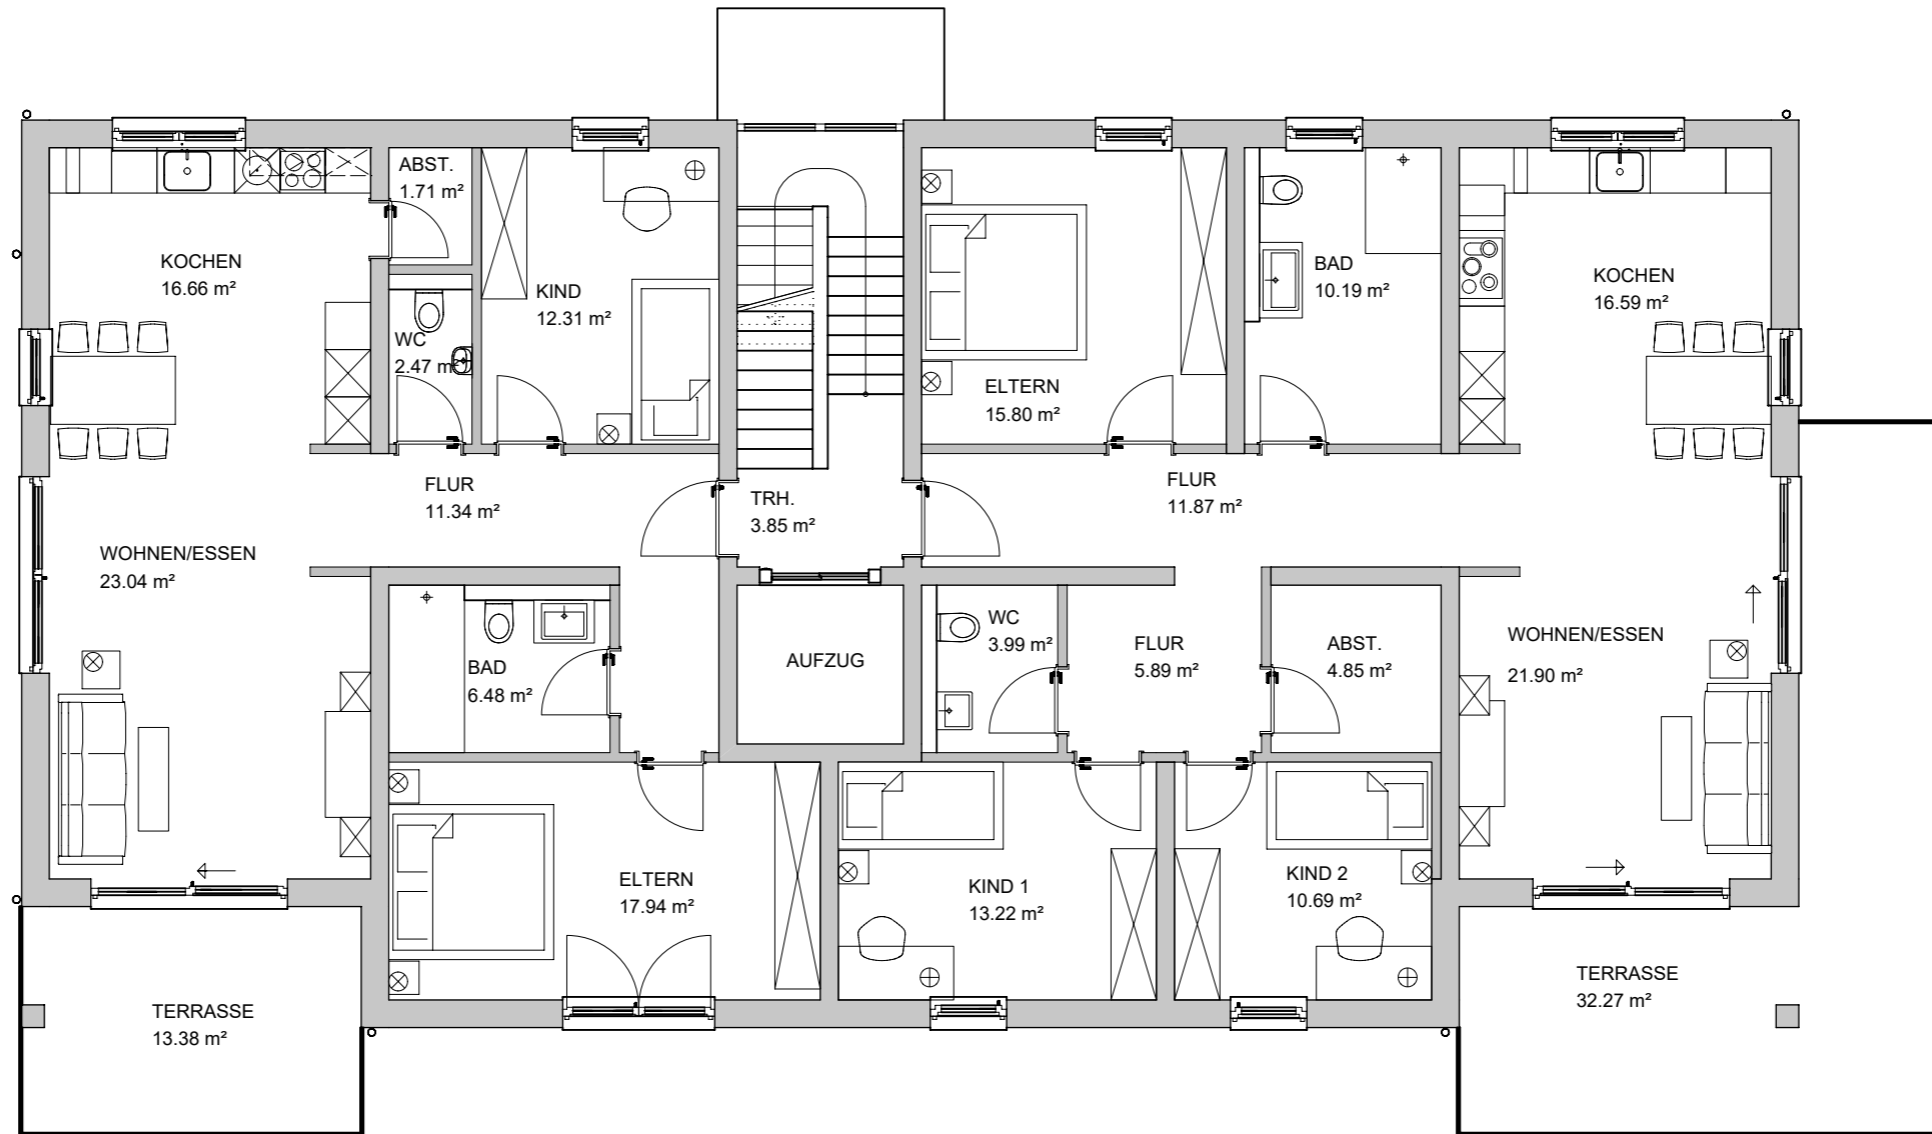 ABST.
1.71 m²
KOCHEN
16.66 m²
KIND
12.31 m²
WC
2.47 m²
FLUR
11.34 m²
WOHNEN/ESSEN
23.04 m²
BAD
6.48 m²
ELTERN
17.94 m²
TERRASSE
13.38 m²
TRH.
3.85 m²
AUFZUG
ELTERN
15.80 m²
BAD
10.19 m²
KOCHEN
16.59 m²
FLUR
11.87 m²
WC
3.99 m²
FLUR
5.89 m²
ABST.
4.85 m²
WOHNEN/ESSEN
21.90 m²
KIND 1
13.22 m²
KIND 2
10.69 m²
TERRASSE
32.27 m²